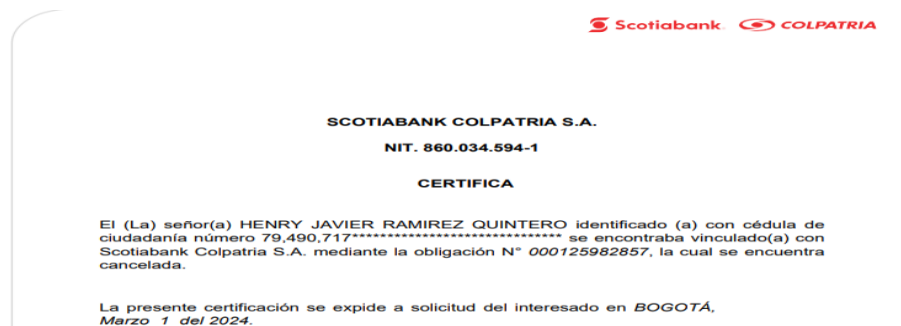 Scotiabank. COLPATRIA
SCOTIABANK COLPATRIA S.A.
NIT. 860.034.594-1
CERTIFICA
El (La) señor(a) HENRY JAVIER RAMIREZ QUINTERO identificado (a) con cédula de
ciudadanía número 79,490,717****************************** se encontraba vinculado(a) con
Scotiabank Colpatria S.A. mediante la obligación N° 000125982857, la cual se encuentra
cancelada.
La presente certificación se expide a solicitud del interesado en BOGOTÁ,
Marzo 1 del 2024.